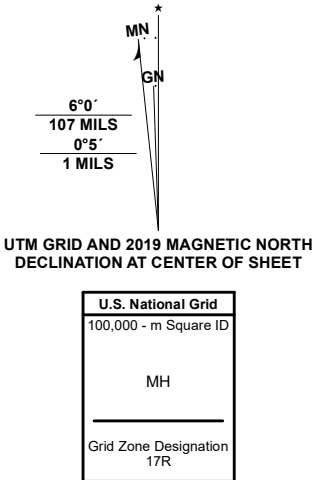 ★
MN
GN
6°0´
107 MILS
0°5´
1 MILS
UTM GRID AND 2019 MAGNETIC NORTH
DECLINATION AT CENTER OF SHEET
U.S. National Grid
100,000 - m Square ID
MH
Grid Zone Designation
17R